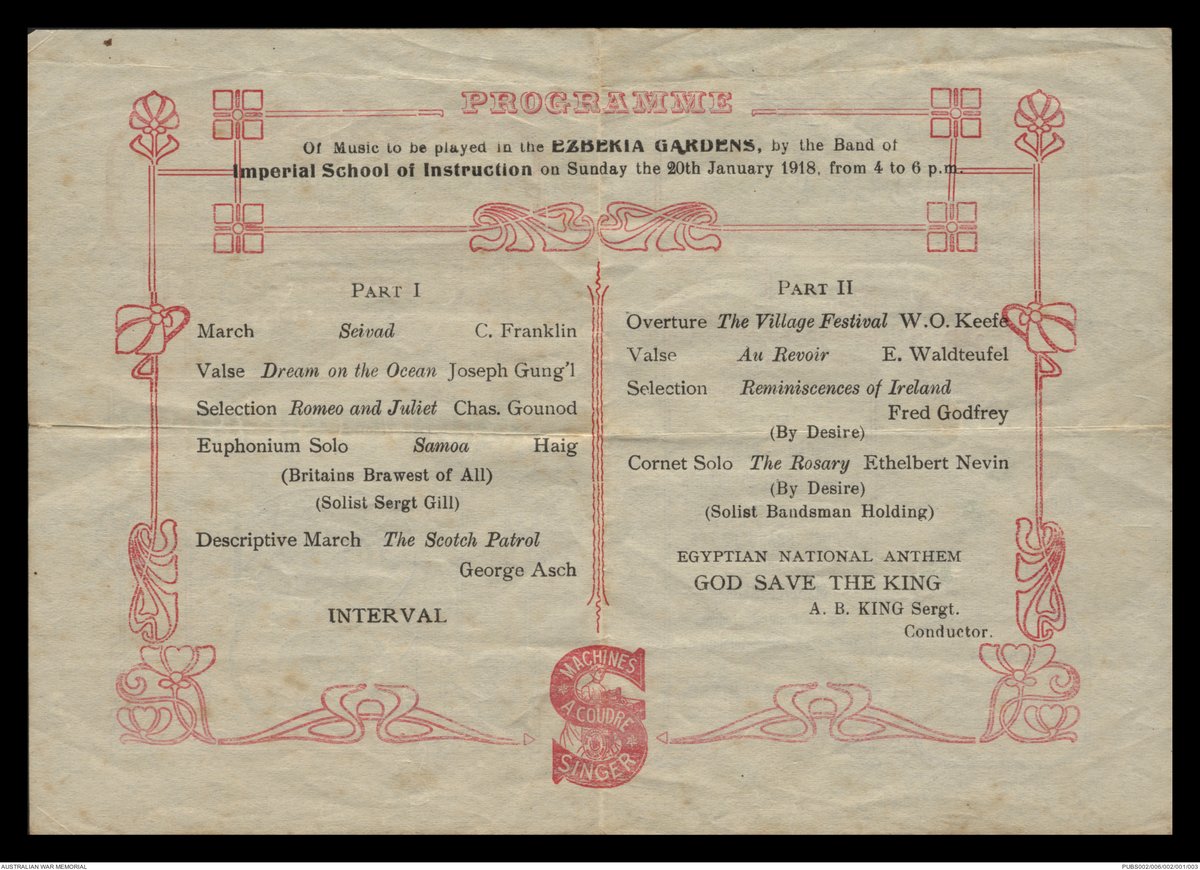 PROGRAMME
Of Music to be played in the EZBEKIA GARDENS, by the Band of
Imperial School of Instruction on Sunday the 20th January 1918, from 4 to 6 p.m.
PART I
March Seivad C. Franklin
Valse Dream on the Ocean Joseph Gung'l
Selection Romeo and Juliet Chas. Gounod
Euphonium Solo Samoa Haig
(Britains Brawest of All)
(Solist Sergt Gill)
Descriptive March The Scotch Patrol
George Asch
INTERVAL
PART II
Overture The Village Festival W.O. Keefe
Valse Au Revoir E. Waldteufel
Selection Reminiscences of Ireland
Fred Godfrey
(By Desire)
Cornet Solo The Rosary Ethelbert Nevin
(By Desire)
(Solist Bandsman Holding)
EGYPTIAN NATIONAL ANTHEM
GOD SAVE THE KING
A. B. KING Sergt.
Conductor.
MACHINES
A COUDRE
SINGER
AUSTRALIAN WAR MEMORIAL
PUBS002/006/002/001/003